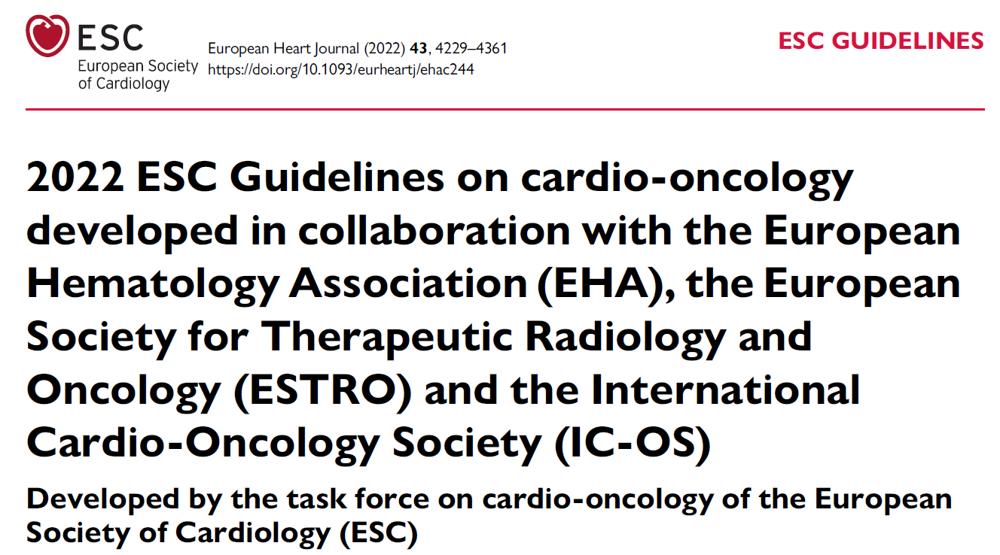 ESC
European Society
of Cardiology
European Heart Journal (2022) 43, 4229–4361
https://doi.org/10.1093/eurheartj/ehac244
ESC GUIDELINES
2022 ESC Guidelines on cardio-oncology
developed in collaboration with the European
Hematology Association (EHA), the European
Society for Therapeutic Radiology and
Oncology (ESTRO) and the International
Cardio-Oncology Society (IC-OS)
Developed by the task force on cardio-oncology of the European
Society of Cardiology (ESC)